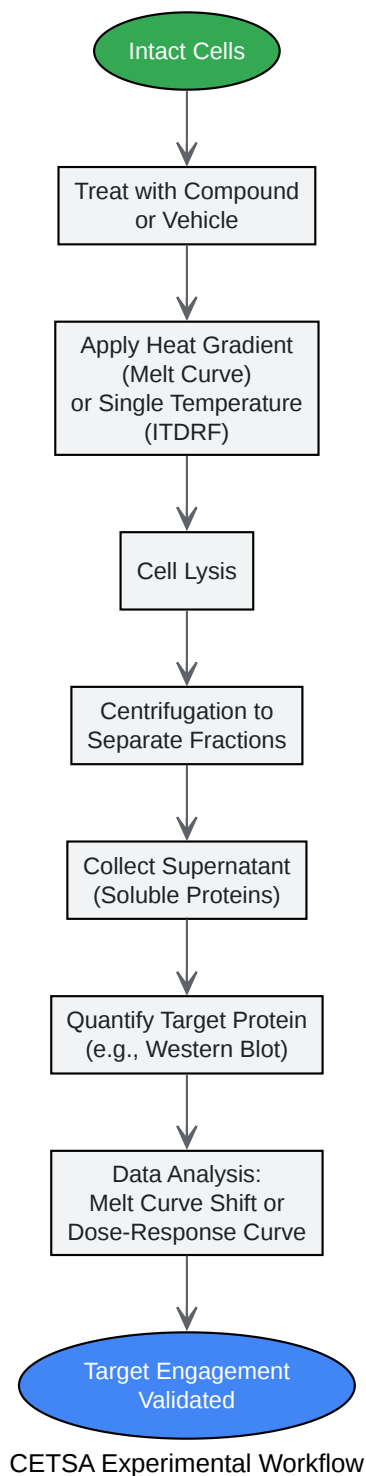 Intact Cells
Treat with Compound
or Vehicle
Apply Heat Gradient
(Melt Curve)
or Single Temperature
(ITDRF)
Cell Lysis
Centrifugation to
Separate Fractions
Collect Supernatant
(Soluble Proteins)
Quantify Target Protein
(e.g., Western Blot)
Data Analysis:
Melt Curve Shift or
Dose-Response Curve
Target Engagement
Validated
CETSA Experimental Workflow